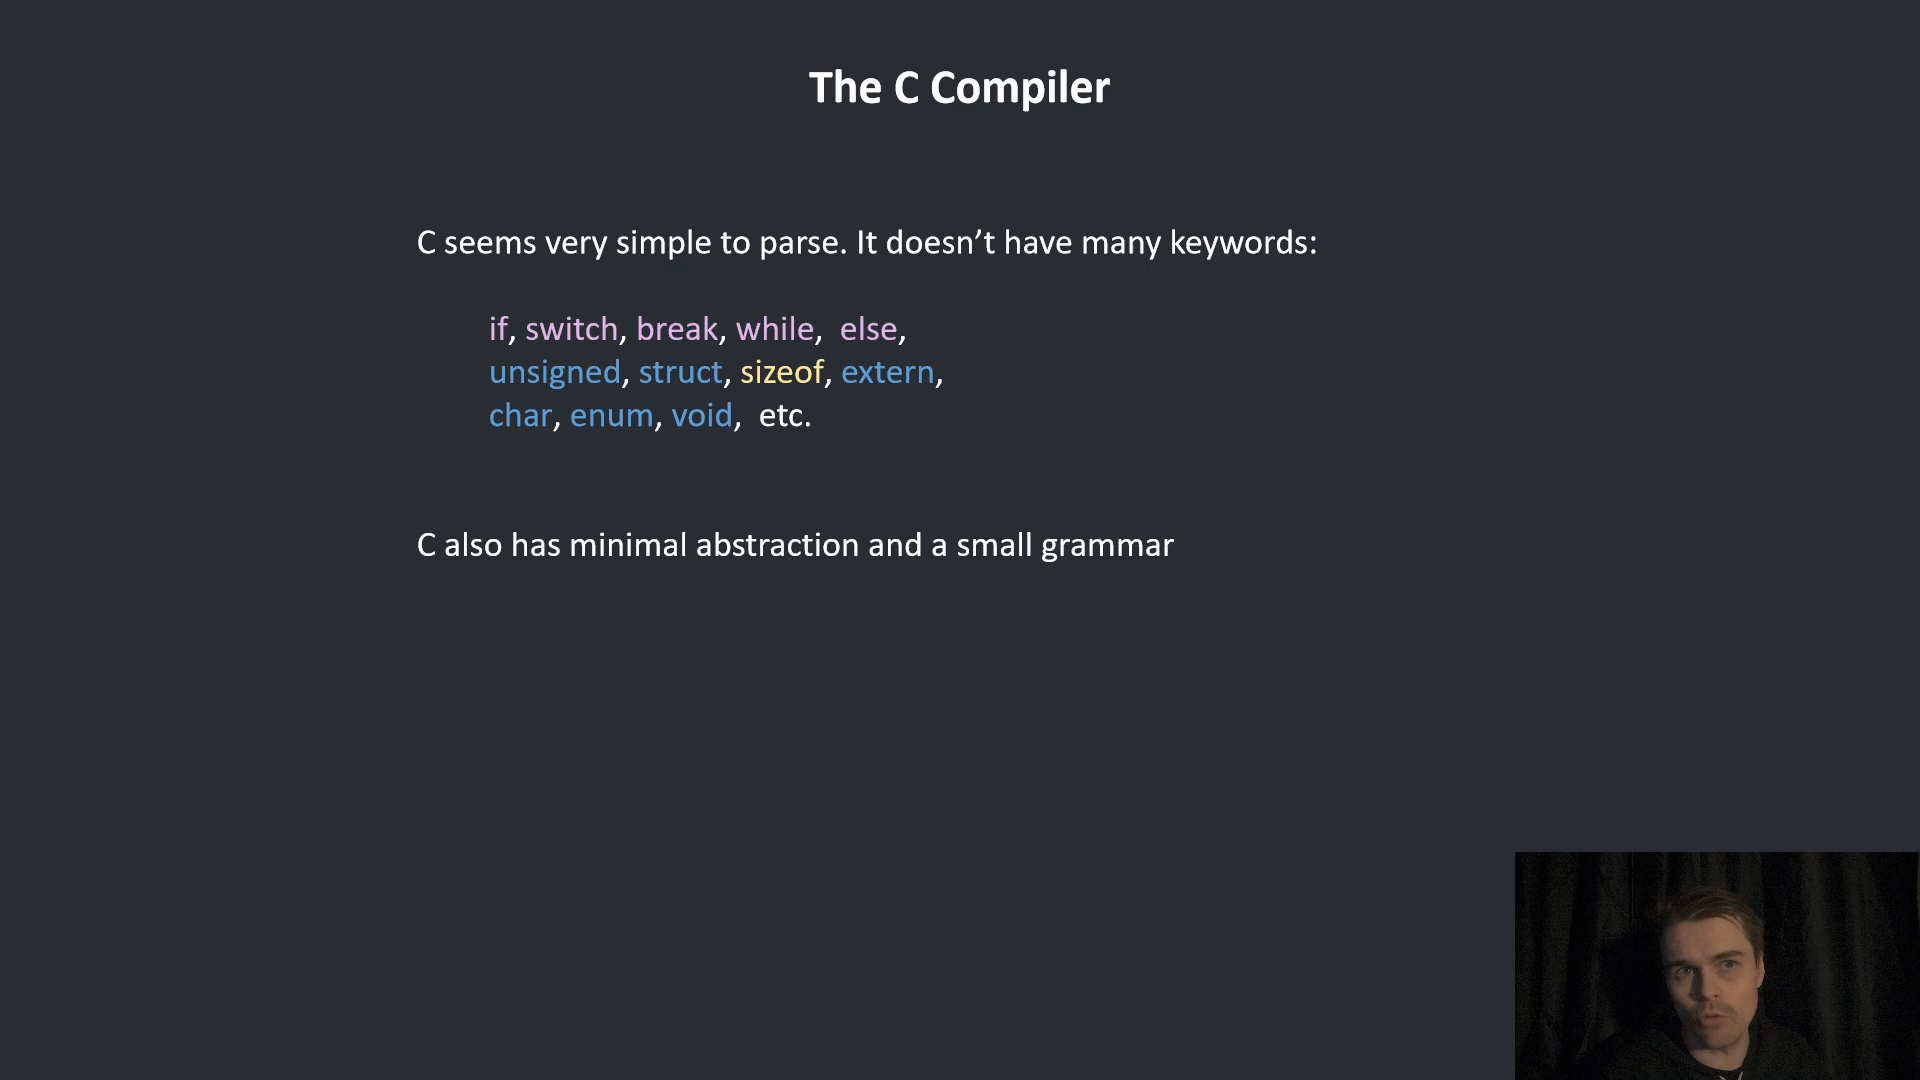 The C Compiler
C seems very simple to parse. It doesn’t have many keywords:
if, switch, break, while,  else,
unsigned, struct, sizeof, extern,
char, enum, void,  etc.
C also has minimal abstraction and a small grammar